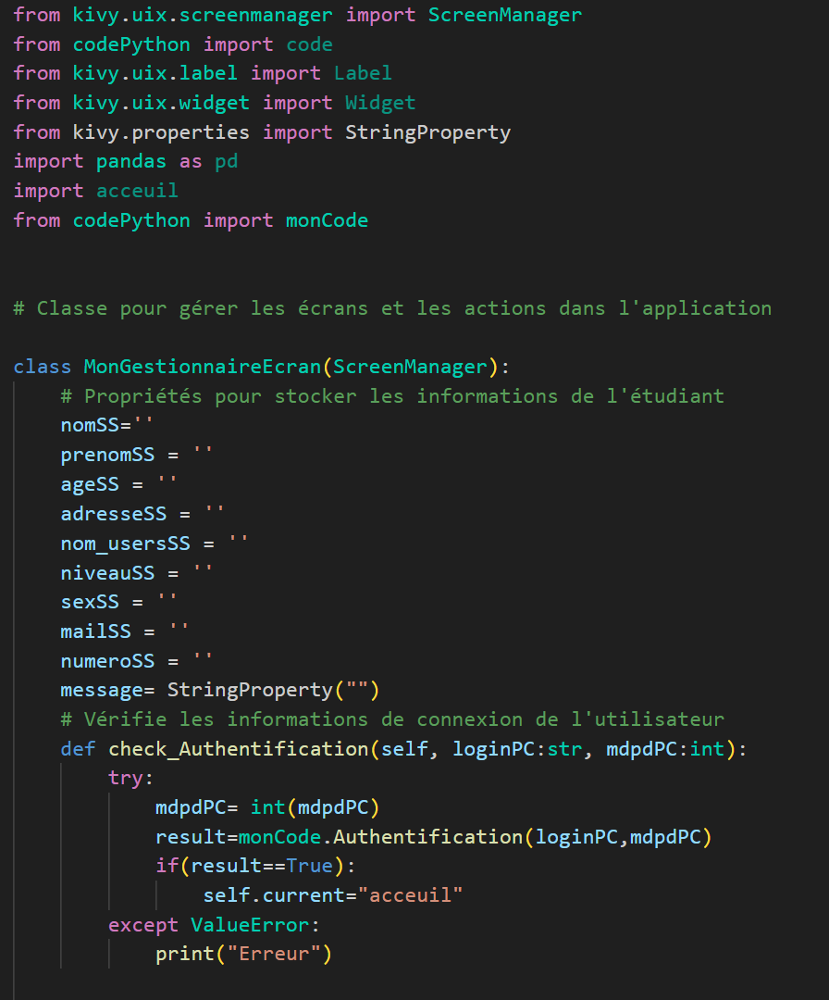 from kivy.uix.screenmanager import ScreenManager
from codePython import code
from kivy.uix.label import Label
from kivy.uix.widget import Widget
from kivy.properties import StringProperty
import pandas as pd
import acceuil
from codePython import monCode
# Classe pour gérer les écrans et les actions dans l'application
class MonGestionnaireEcran(ScreenManager):
    # Propriétés pour stocker les informations de l'étudiant
    nomSS=''
    prenomSS = ''
    ageSS = ''
    adresseSS = ''
    nom_usersSS = ''
    niveauSS = ''
    sexSS = ''
    mailSS = ''
    numeroSS = ''
    message= StringProperty("")
    # Vérifie les informations de connexion de l'utilisateur
    def check_Authentification(self, loginPC:str, mdpdPC:int):
        try:
            mdpdPC= int(mdpdPC)
            result=monCode.Authentification(loginPC,mdpdPC)
            if(result==True):
                self.current="acceuil"
        except ValueError:
            print("Erreur")